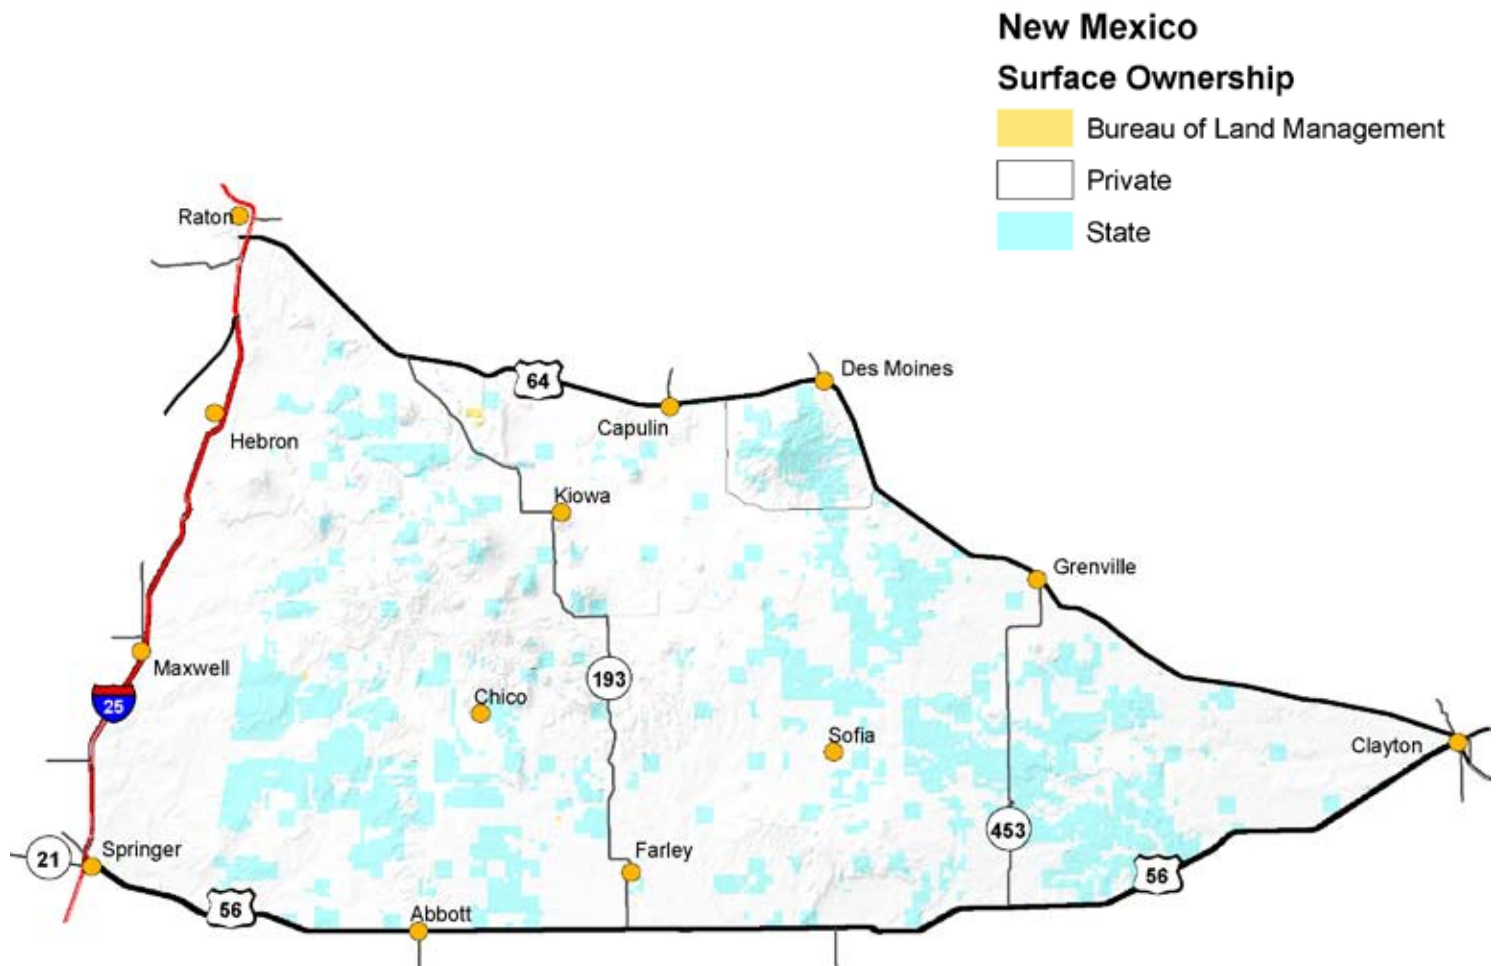 New Mexico
Surface Ownership
Bureau of Land Management
Private
State
Raton
Des Moines
64
Capulin
Hebron
Kiowa
Grenville
Maxwell
193
25
Chico
Sofia
Clayton
453
21
Springer
Farley
56
56
Abbott